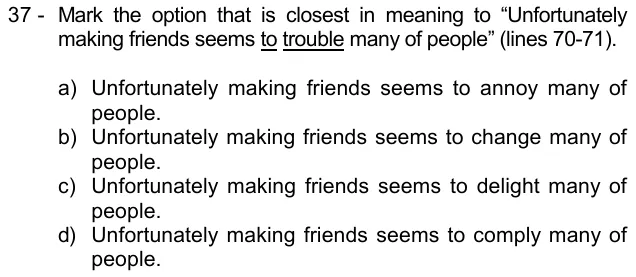 37 - Mark the option that is closest in meaning to “Unfortunately
making friends seems to trouble many of people” (lines 70-71).
a) Unfortunately making friends seems to annoy many of
people.
b) Unfortunately making friends seems to change many of
people.
c) Unfortunately making friends seems to delight many of
people.
d) Unfortunately making friends seems to comply many of
people.